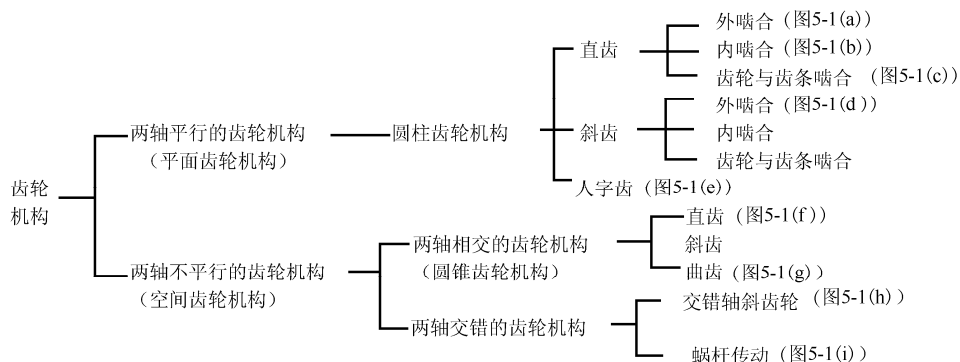 外啮合（图5-1(a)）
直齿
内啮合（图5-1(b)）
齿轮与齿条啮合 （图5-1(c)）
外啮合（图5-1(d)）
两轴平行的齿轮机构
（平面齿轮机构）
圆柱齿轮机构
斜齿
内啮合
齿轮与齿条啮合
人字齿（图5-1(e)）
齿轮
机构
直齿（图5-1(f)）
两轴相交的齿轮机构
（圆锥齿轮机构）
斜齿
两轴不平行的齿轮机构
（空间齿轮机构）
曲齿（图5-1(g)）
交错轴斜齿轮 （图5-1(h)）
两轴交错的齿轮机构
蜗杆传动（图5-1(i)）